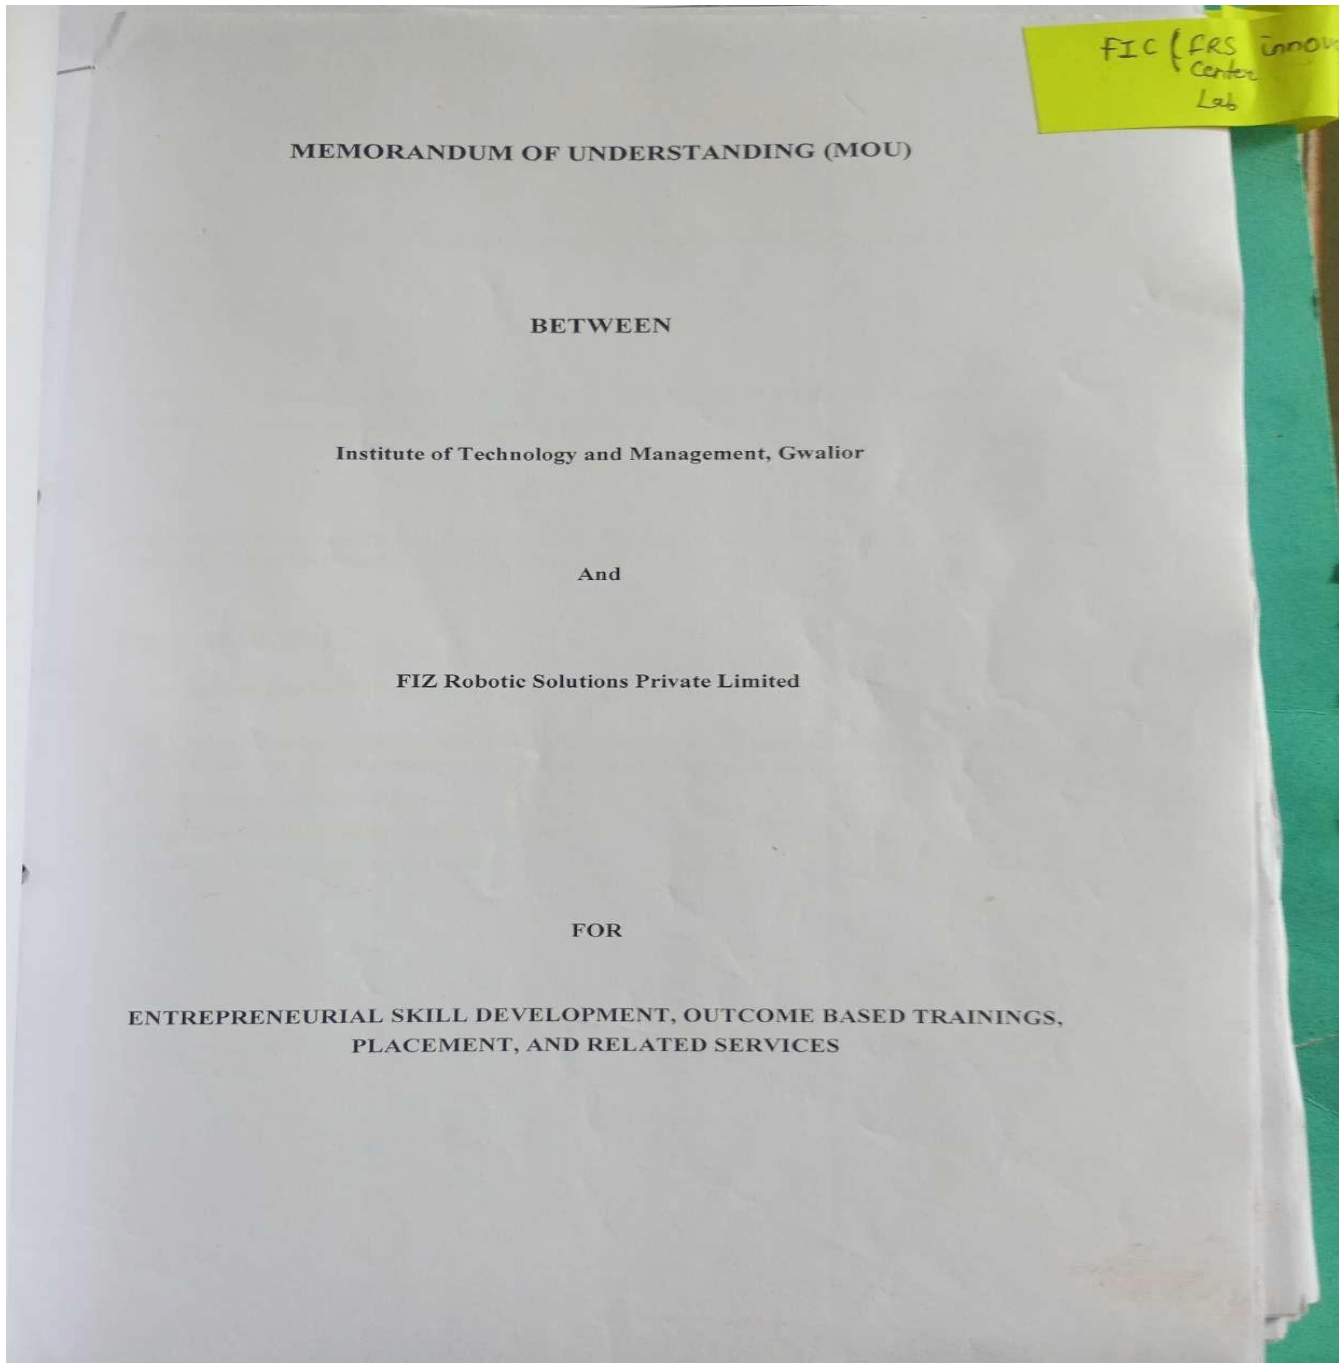 FIC (FRS
Center
Lab
MEMORANDUM OF UNDERSTANDING (MOU)
BETWEEN
Institute of Technology and Management, Gwalior
And
FIZ Robotic Solutions Private Limited
FOR
ENTREPRENEURIAL SKILL DEVELOPMENT, OUTCOME BASED TRAININGS,
PLACEMENT, AND RELATED SERVICES